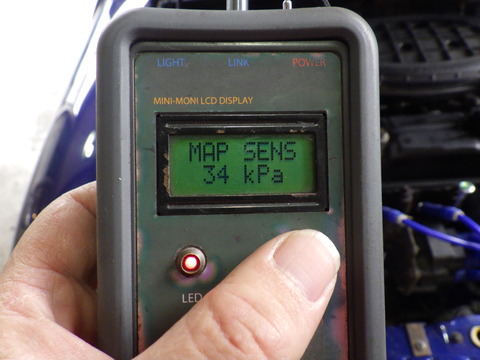 LIGHT LINK POWER
MINI-MONI LCD DISPLAY
MAP SENS
34 kPa
LED